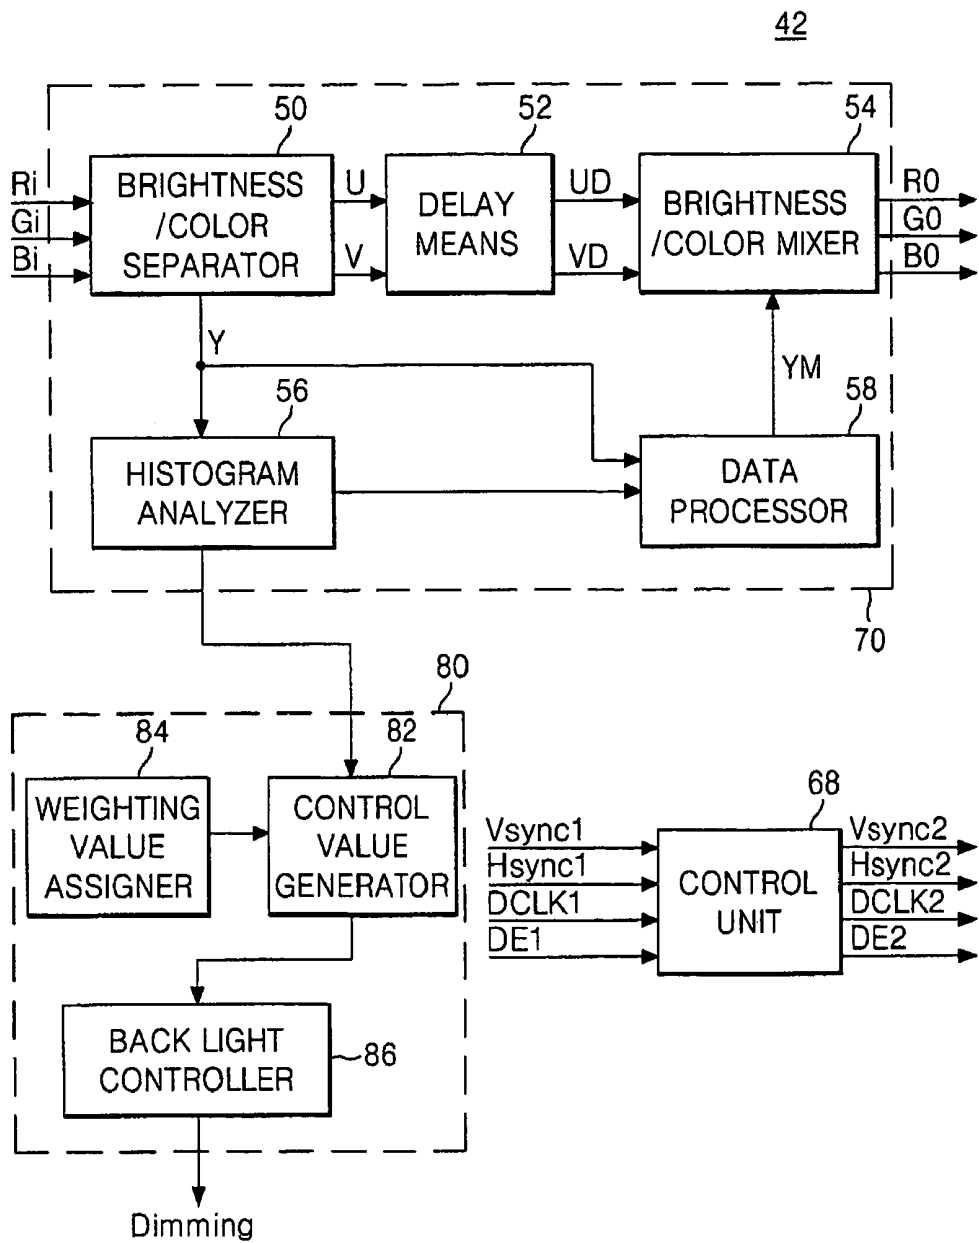 42
50
52
54
Ri
Gi
Bi
BRIGHTNESS
/COLOR
SEPARATOR
U
V
DELAY
MEANS
UD
VD
BRIGHTNESS
/COLOR MIXER
R0
G0
B0
Y
YM
56
58
HISTOGRAM
ANALYZER
DATA
PROCESSOR
70
80
84
82
WEIGHTING
VALUE
ASSIGNER
CONTROL
VALUE
GENERATOR
68
Vsync1
Hsync1
DCLK1
DE1
CONTROL
UNIT
Vsync2
Hsync2
DCLK2
DE2
BACK LIGHT
CONTROLLER
86
Dimming